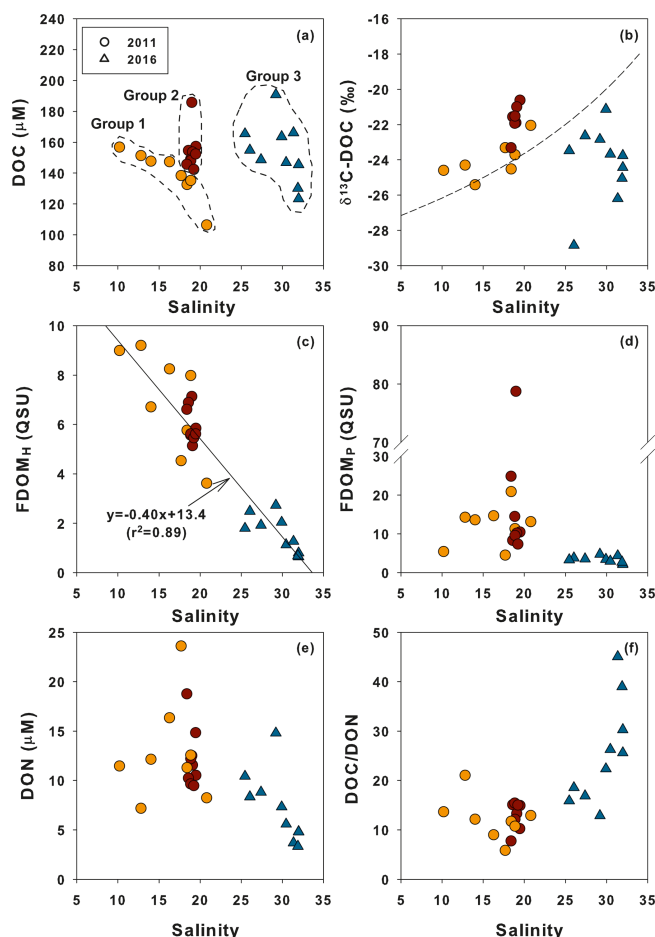 240
220
200
180
160
140
120
100
80
DOC (μM)
2011
2016
(a)
Group 1
Group 2
Group 3
5 10 15 20 25 30 35
Salinity
-16
-18
-20
-22
-24
-26
-28
-30
δ¹³C-DOC (‰)
(b)
5 10 15 20 25 30 35
Salinity
10
8
6
4
2
0
FDOM_H (QSU)
(c)
y=-0.40x+13.4
(r²=0.89)
5 10 15 20 25 30 35
Salinity
90
80
70
30
20
10
0
FDOM_P (QSU)
(d)
5 10 15 20 25 30 35
Salinity
25
20
15
10
5
0
DON (μM)
(e)
5 10 15 20 25 30 35
Salinity
50
40
30
20
10
0
DOC/DON
(f)
5 10 15 20 25 30 35
Salinity